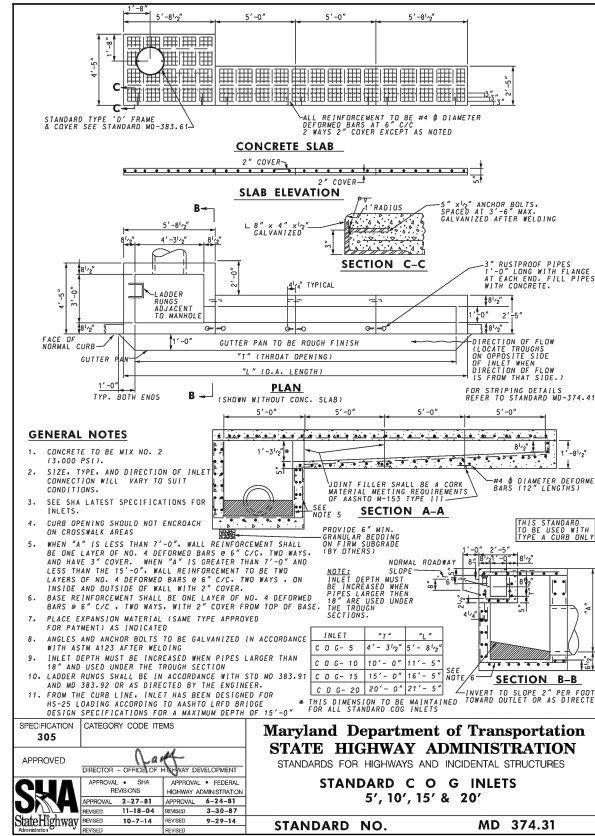 1'-8"
5'-8½"
5'-0"
5'-0"
5'-0"
1'-8"
4'-5"
C
C
2'-5"
3"
3"
STANDARD TYPE 'D' FRAME
& COVER SEE STANDARD MD-383.61
ALL REINFORCEMENT TO BE #4 ϕ DIAMETER
DEFORMED BARS AT 6" C/C
2 WAYS 2" COVER EXCEPT AS NOTED
CONCRETE SLAB
2" COVER
2" COVER
5"
SLAB ELEVATION
B
1'RADIUS
L 8" x 4" x½"
GALVANIZED
5" x½" ANCHOR BOLTS.
SPACED AT 3'-6" MAX.
GALVANIZED AFTER WELDING
3"
SECTION C-C
5'-8½"
8½"
4'-3½"
8½"
8½"
4'-5"
3'-0"
8½"
2'-0"
4¼" TYPICAL
LADDER
RUNGS
ADJACENT
TO MANHOLE
3" RUSTPROOF PIPES
1'-0" LONG WITH FLANGE
AT EACH END. FILL PIPES
WITH CONCRETE.
8½"
1'-0"
2'-5"
8½"
FACE OF
NORMAL CURB
GUTTER PAN
1'-0"
GUTTER PAN TO BE ROUGH FINISH
"T" (THROAT OPENING)
"L" (O.A. LENGTH)
DIRECTION OF FLOW
(LOCATE TROUGHS
ON OPPOSITE SIDE
OF INLET WHEN
DIRECTION OF FLOW
IS FROM THAT SIDE.)
1'-0"
TYP. BOTH ENDS
B
PLAN
(SHOWN WITHOUT CONC. SLAB)
FOR STRIPING DETAILS
REFER TO STANDARD MD-374.41
GENERAL NOTES
1. CONCRETE TO BE MIX NO. 2
(3,000 PSI).
2. SIZE, TYPE, AND DIRECTION OF INLET
CONNECTION WILL VARY TO SUIT
CONDITIONS.
3. SEE SHA LATEST SPECIFICATIONS FOR
INLETS.
4. CURB OPENING SHOULD NOT ENCROACH
ON CROSSWALK AREAS
5. WHEN "A" IS LESS THAN 7'-0", WALL REINFORCEMENT SHALL
BE ONE LAYER OF NO. 4 DEFORMED BARS @ 6" C/C, TWO WAYS,
AND HAVE 3" COVER. WHEN "A" IS GREATER THAN 7'-0" AND
LESS THAN THE 15'-0", WALL REINFORCEMENT TO BE TWO
LAYERS OF NO. 4 DEFORMED BARS @ 6" C/C, TWO WAYS . ON
INSIDE AND OUTSIDE OF WALL WITH 2" COVER.
6. BASE REINFORCEMENT SHALL BE ONE LAYER OF NO. 4 DEFORMED
BARS @ 6" C/C . TWO WAYS, WITH 2" COVER FROM TOP OF BASE.
7. PLACE EXPANSION MATERIAL (SAME TYPE APPROVED
FOR PAYMENT) AS INDICATED
8. ANGLES AND ANCHOR BOLTS TO BE GALVANIZED IN ACCORDANCE
WITH ASTM A123 AFTER WELDING
9. INLET DEPTH MUST BE INCREASED WHEN PIPES LARGER THAN
18" AND USED UNDER THE TROUGH SECTION
10. LADDER RUNGS SHALL BE IN ACCORDANCE WITH STD MD 383.91
AND MD 383.92 OR AS DIRECTED BY THE ENGINEER.
11. FROM THE CURB LINE, INLET HAS BEEN DESIGNED FOR
HS-25 LOADING ACCORDING TO AASHTO LRFD BRIDGE
DESIGN SPECIFICATIONS FOR A MAXIMUM DEPTH OF 15'-0"
5'-0"
5'-0"
5'-0"
1'-3½"
5"
8½"
1'-8½"
JOINT FILLER SHALL BE A CORK
MATERIAL MEETING REQUIREMENTS
OF AASHTO M-153 TYPE III
#4 ϕ DIAMETER DEFORME
BARS (12" LENGTHS)
SEE
NOTE 5
SECTION A-A
PROVIDE 6" MIN.
GRANULAR BEDDING
ON FIRM SUBGRADE
(BY OTHERS)
THIS STANDARD
TO BE USED WITH
TYPE A CURB ONLY
NOTE:
INLET DEPTH MUST
BE INCREASED WHEN
PIPES LARGER THEN
18" ARE USED UNDER
THE TROUGH
SECTIONS.
NORMAL ROADWAY
SLOPE
1'-0"
2'-5"
8½"
1'-0"
8½"
"A"
SEE
NOTE 6
SECTION B-B
INVERT TO SLOPE 2" PER FOOT
TOWARD OUTLET OR AS DIRECTE
INLET "T" "L"
C O G- 5 4'- 3½" 5'- 8½"
C O G- 10 10'- 0" 11'- 5"
C O G- 15 15'- 0" 16'- 5"
C O G- 20 20'- 0" 21'- 5"
* THIS DIMENSION TO BE MAINTAINED
FOR ALL STANDARD COG INLETS
SPECIFICATION
305
CATEGORY CODE ITEMS
APPROVED
DIRECTOR - OFFICE OF HIGHWAY DEVELOPMENT
SHA
State Highway
Administration
APPROVAL • SHA
REVISIONS
APPROVAL • FEDERAL
HIGHWAY ADMINISTRATION
APPROVAL 2-27-81 APPROVAL 6-24-81
REVISED 11-18-04 REVISED 3-30-87
REVISED 10-7-14 REVISED 9-29-14
REVISED REVISED
Maryland Department of Transportation
STATE HIGHWAY ADMINISTRATION
STANDARDS FOR HIGHWAYS AND INCIDENTAL STRUCTURES
STANDARD C O G INLETS
5', 10', 15' & 20'
STANDARD NO. MD 374.31